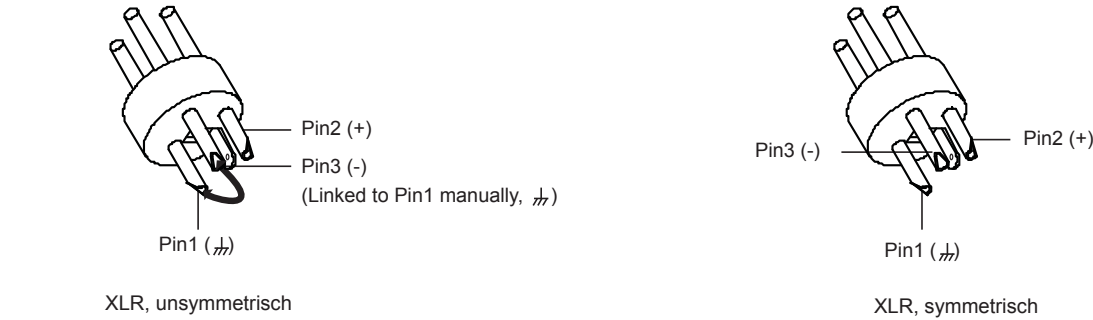 Pin2 (+)
Pin3 (-)
(Linked to Pin1 manually, )
Pin1 ( )
XLR, unsymmetrisch
Pin3 (-)
Pin2 (+)
Pin1 ( )
XLR, symmetrisch